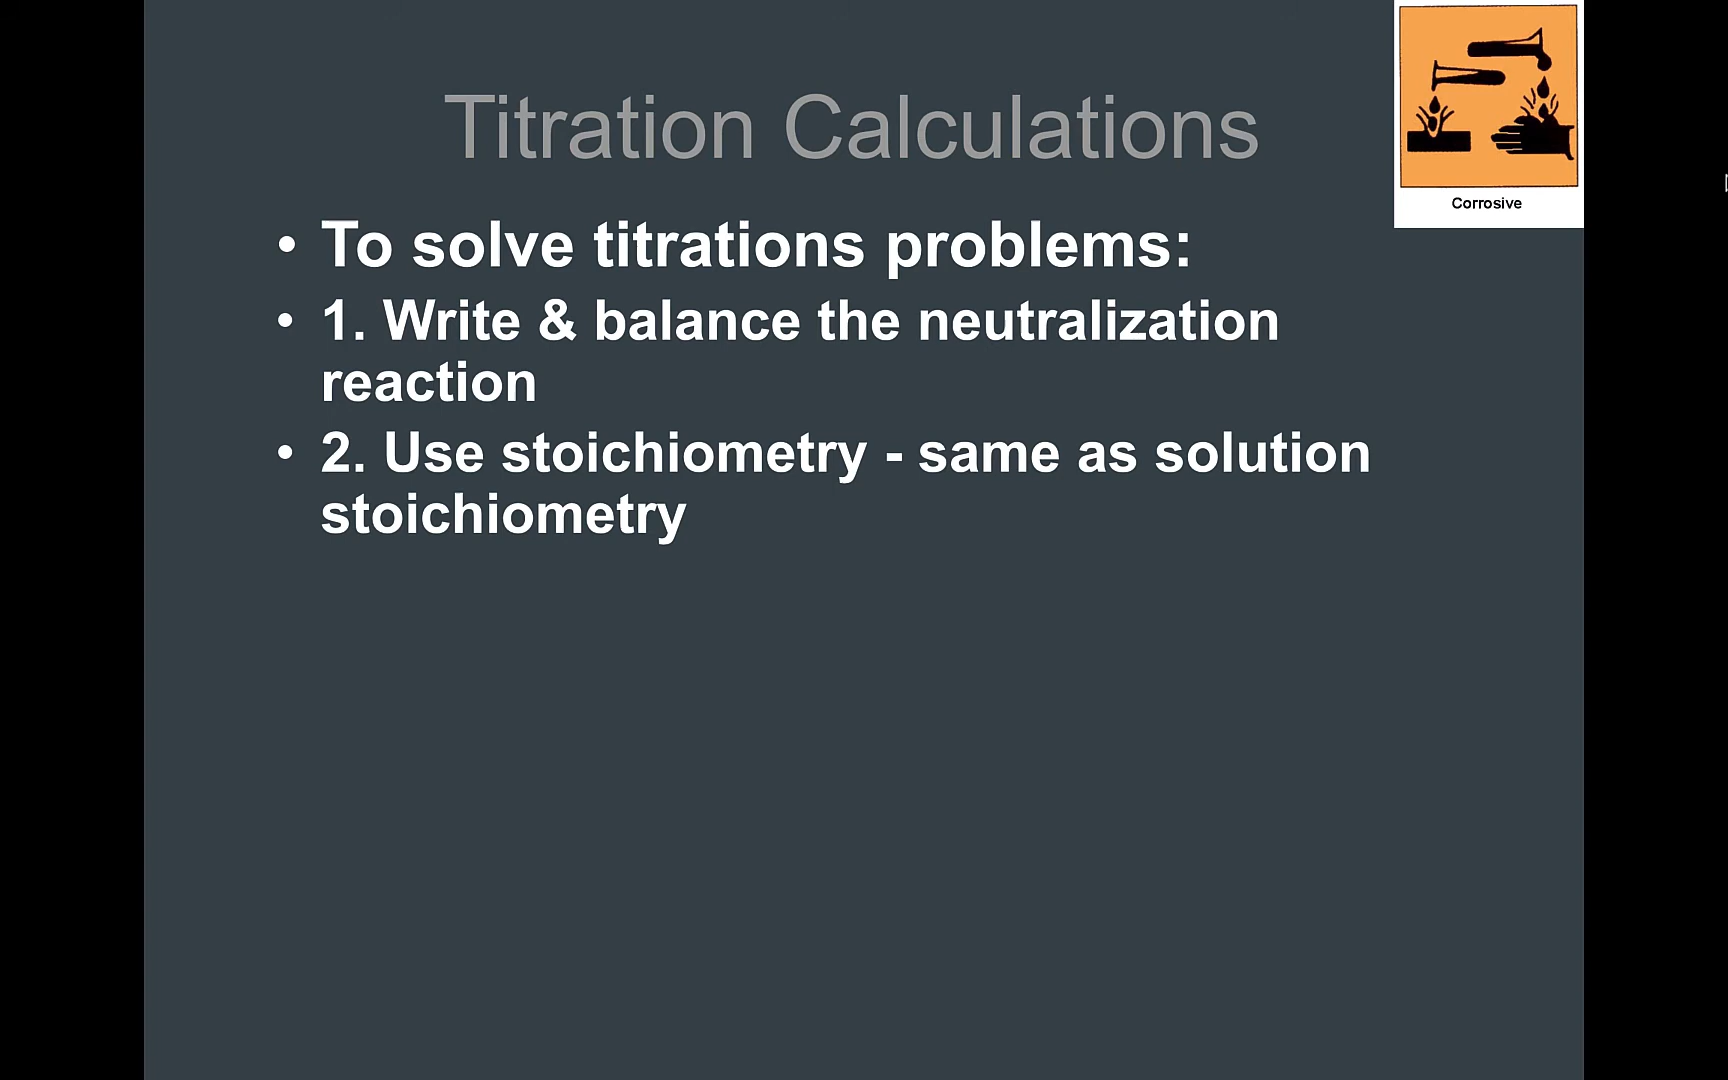 Titration Calculations
Corrosive
• To solve titrations problems:
• 1. Write & balance the neutralization
reaction
• 2. Use stoichiometry - same as solution
stoichiometry